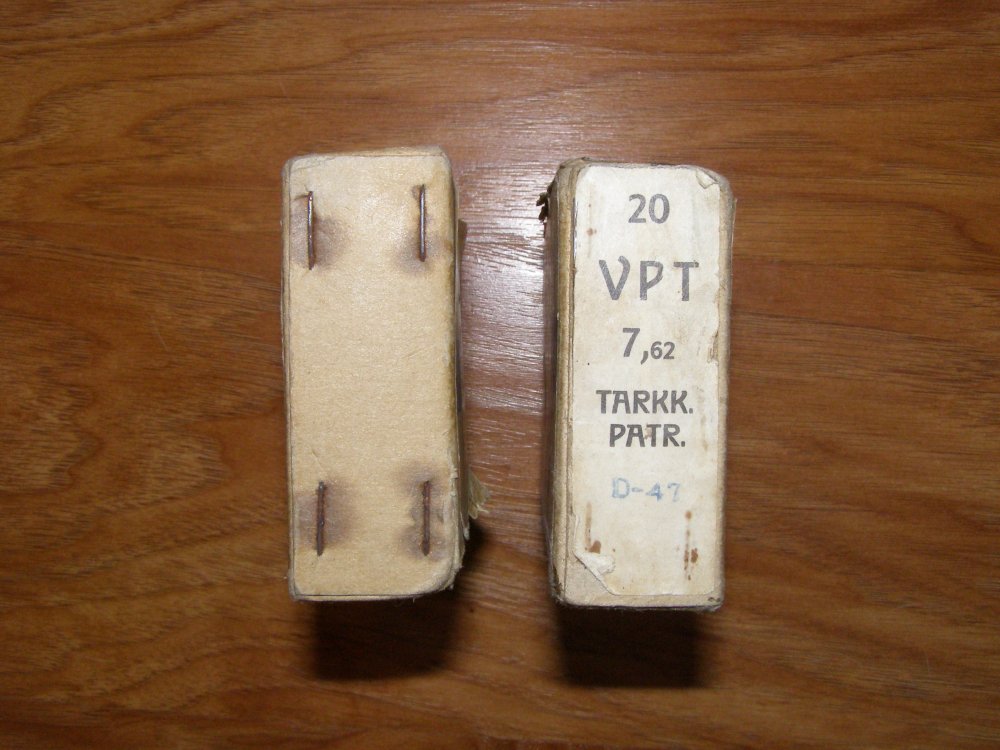 20
VPT
7,62
TARKK.
PATR.
D-47